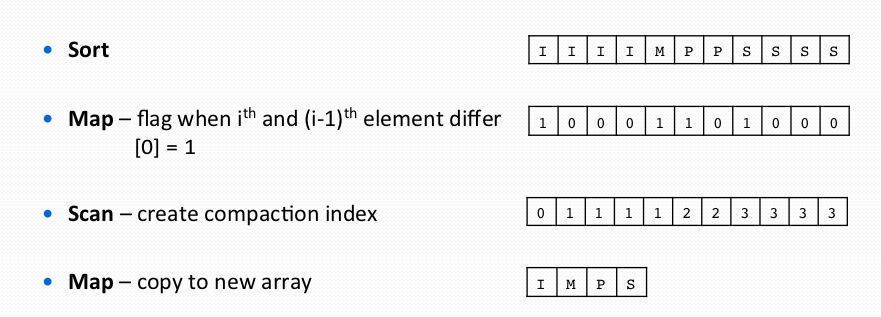 • Sort I I I I M P P S S S S
• Map – flag when iᵗʰ and (i-1)ᵗʰ element differ 1 0 0 0 1 1 0 1 0 0 0
[0] = 1
• Scan – create compaction index 0 1 1 1 1 2 2 3 3 3 3
• Map – copy to new array I M P S